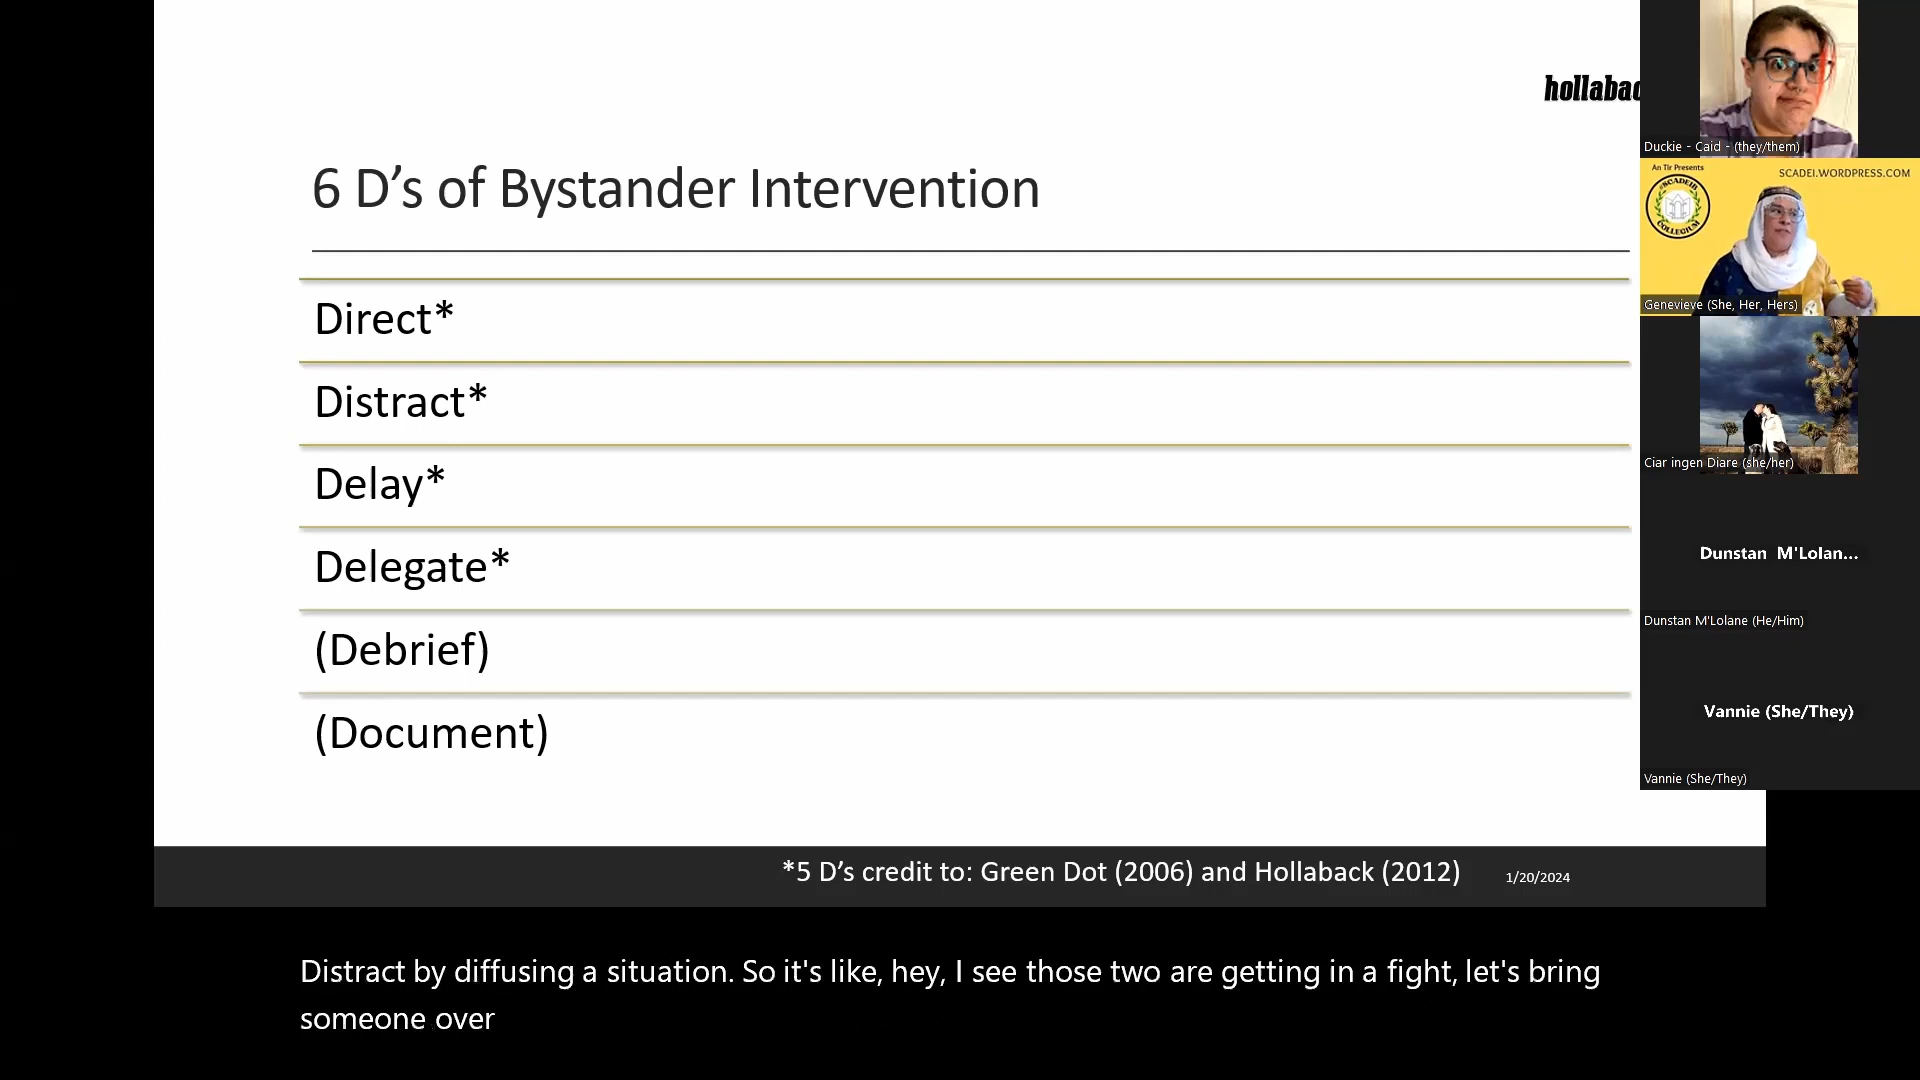 hollabac
6 D’s of Bystander Intervention
Direct*
Distract*
Delay*
Delegate*
(Debrief)
(Document)
*5 D’s credit to: Green Dot (2006) and Hollaback (2012)
1/20/2024
Duckie - Caid - (they/them)
An Tir Presents
SCADEI.WORDPRESS.COM
SCADEIB
COLLEGIUM
Genevieve (She, Her, Hers)
Ciar ingen Diare (she/her)
Dunstan M'Lolan...
Dunstan M'Lolane (He/Him)
Vannie (She/They)
Vannie (She/They)
Distract by diffusing a situation. So it's like, hey, I see those two are getting in a fight, let's bring
someone over